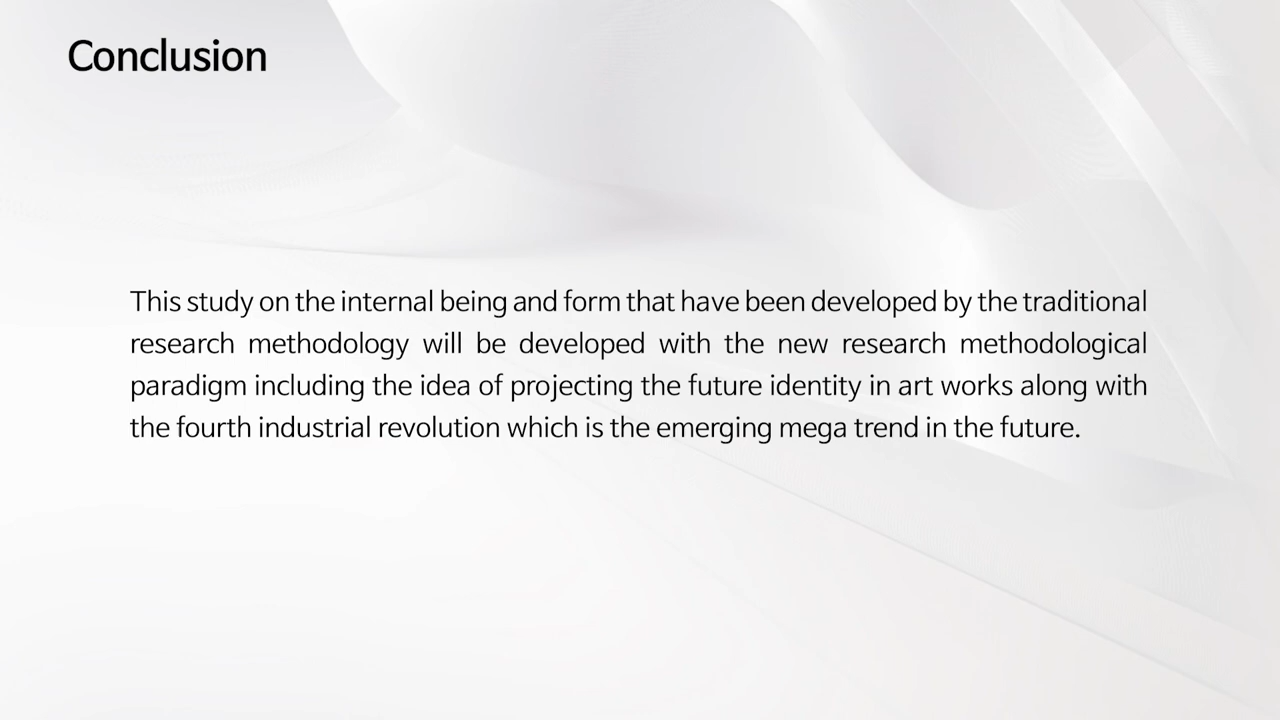 Conclusion
This study on the internal being and form that have been developed by the traditional
research methodology will be developed with the new research methodological
paradigm including the idea of projecting the future identity in art works along with
the fourth industrial revolution which is the emerging mega trend in the future.